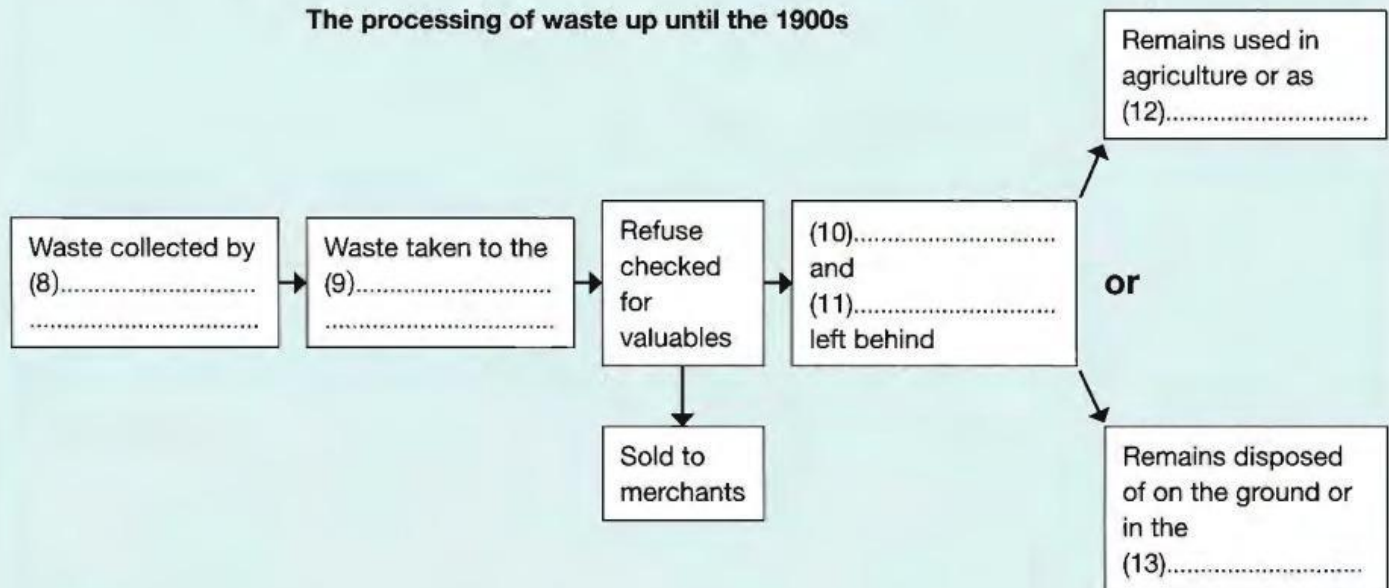 The processing of waste up until the 1900s
Waste collected by
(8)..............................
..............................
Waste taken to the
(9)..............................
..............................
Refuse
checked
for
valuables
Sold to
merchants
(10)..............................
and
(11)..............................
left behind
or
Remains used in
agriculture or as
(12)..............................
Remains disposed
of on the ground or
in the
(13)..............................